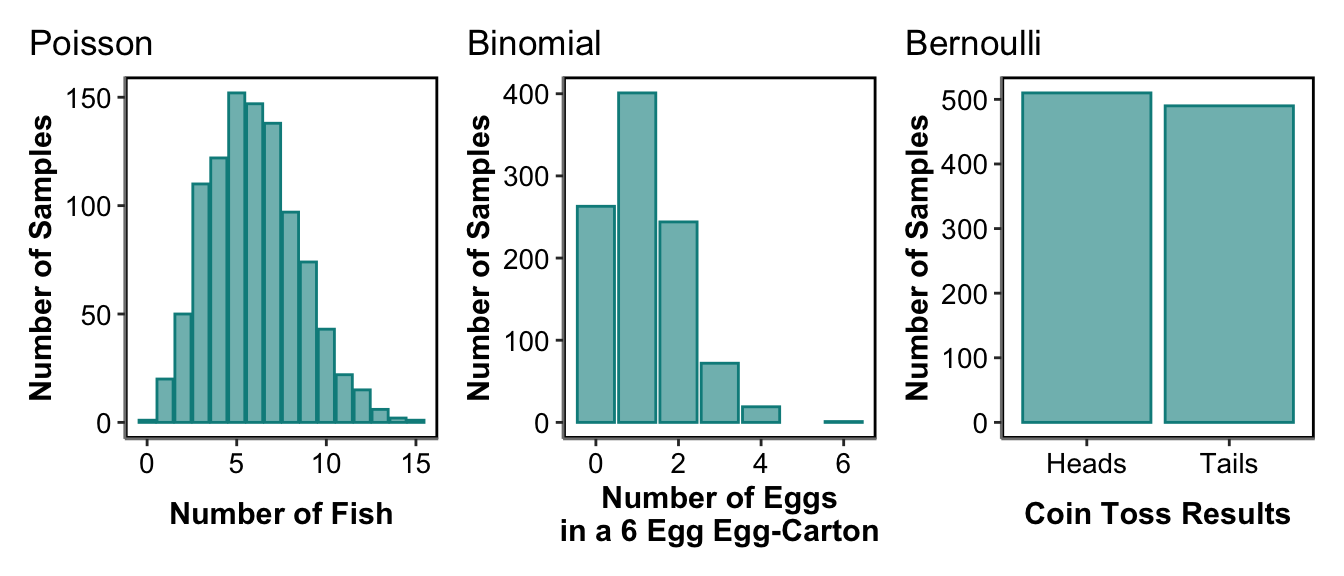 Poisson
Number of Samples
150
100
50
0
0 5 10 15
Number of Fish
Binomial
Number of Samples
400
300
200
100
0
0 2 4 6
Number of Eggs
in a 6 Egg Egg-Carton
Bernoulli
Number of Samples
500
400
300
200
100
0
Heads Tails
Coin Toss Results